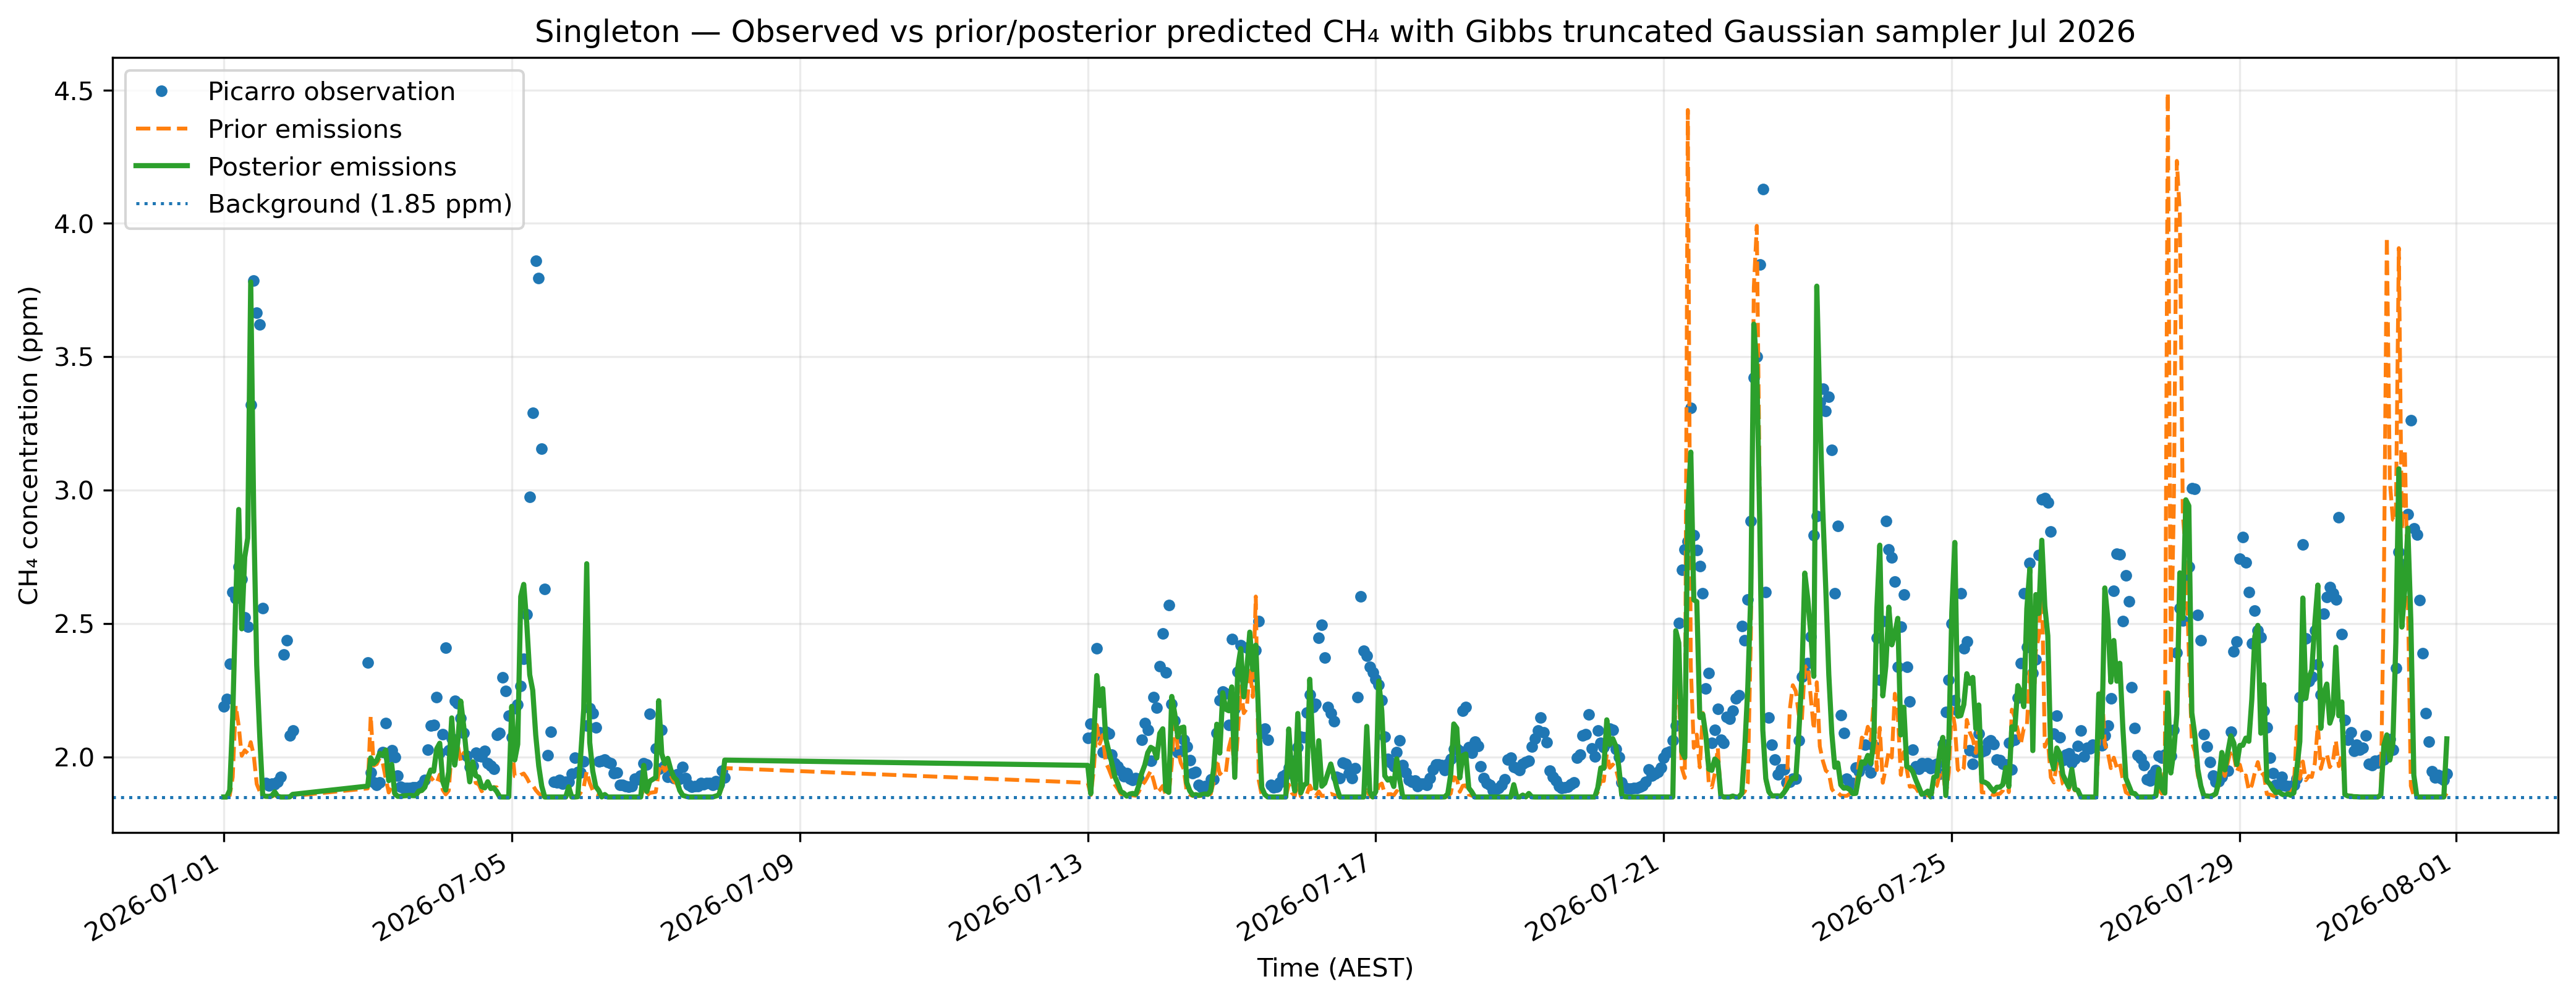 Singleton — Observed vs prior/posterior predicted CH₄ with Gibbs truncated Gaussian sampler Jul 2026
Picarro observation
Prior emissions
Posterior emissions
Background (1.85 ppm)
CH₄ concentration (ppm)
4.5
4.0
3.5
3.0
2.5
2.0
2026-07-01
2026-07-05
2026-07-09
2026-07-13
2026-07-17
2026-07-21
2026-07-25
2026-07-29
2026-08-01
Time (AEST)